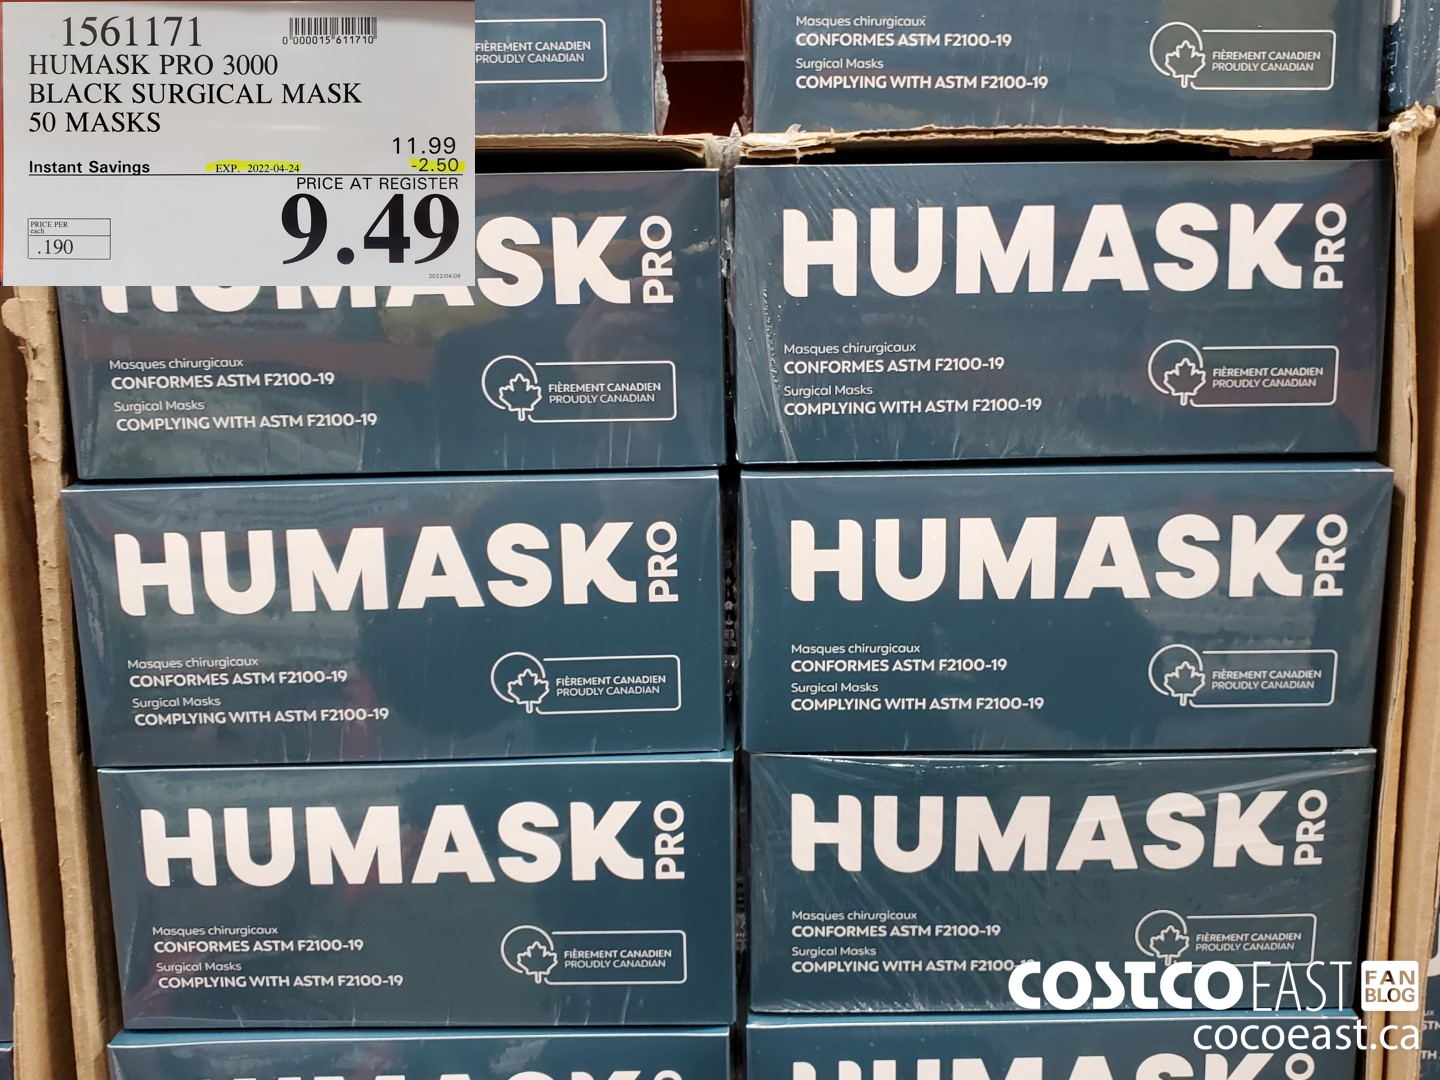 1561171
0 000015 611710
HUMASK PRO 3000
BLACK SURGICAL MASK
50 MASKS
11.99
Instant Savings EXP. 2022-04-24 -2.50
PRICE AT REGISTER
9.49
PRICE PER
each
.190
2022/04/08
FIÈREMENT CANADIEN
PROUDLY CANADIAN
Masques chirurgicaux
CONFORMES ASTM F2100-19
Surgical Masks
COMPLYING WITH ASTM F2100-19
FIÈREMENT CANADIEN
PROUDLY CANADIAN
HUMASK PRO
Masques chirurgicaux
CONFORMES ASTM F2100-19
Surgical Masks
COMPLYING WITH ASTM F2100-19
FIÈREMENT CANADIEN
PROUDLY CANADIAN
HUMASK PRO
Masques chirurgicaux
CONFORMES ASTM F2100-19
Surgical Masks
COMPLYING WITH ASTM F2100-19
FIÈREMENT CANADIEN
PROUDLY CANADIAN
HUMASK PRO
Masques chirurgicaux
CONFORMES ASTM F2100-19
Surgical Masks
COMPLYING WITH ASTM F2100-19
FIÈREMENT CANADIEN
PROUDLY CANADIAN
HUMASK PRO
Masques chirurgicaux
CONFORMES ASTM F2100-19
Surgical Masks
COMPLYING WITH ASTM F2100-19
FIÈREMENT CANADIEN
PROUDLY CANADIAN
HUMASK PRO
Masques chirurgicaux
CONFORMES ASTM F2100-19
Surgical Masks
COMPLYING WITH ASTM F2100-19
FIÈREMENT CANADIEN
PROUDLY CANADIAN
HUMASK PRO
Masques chirurgicaux
CONFORMES ASTM F2100-19
Surgical Masks
COMPLYING WITH ASTM F2100-19
FIÈREMENT CANADIEN
PROUDLY CANADIAN
HUMASK
HUMASK
COSTCO EAST FAN BLOG
cocoeast.ca